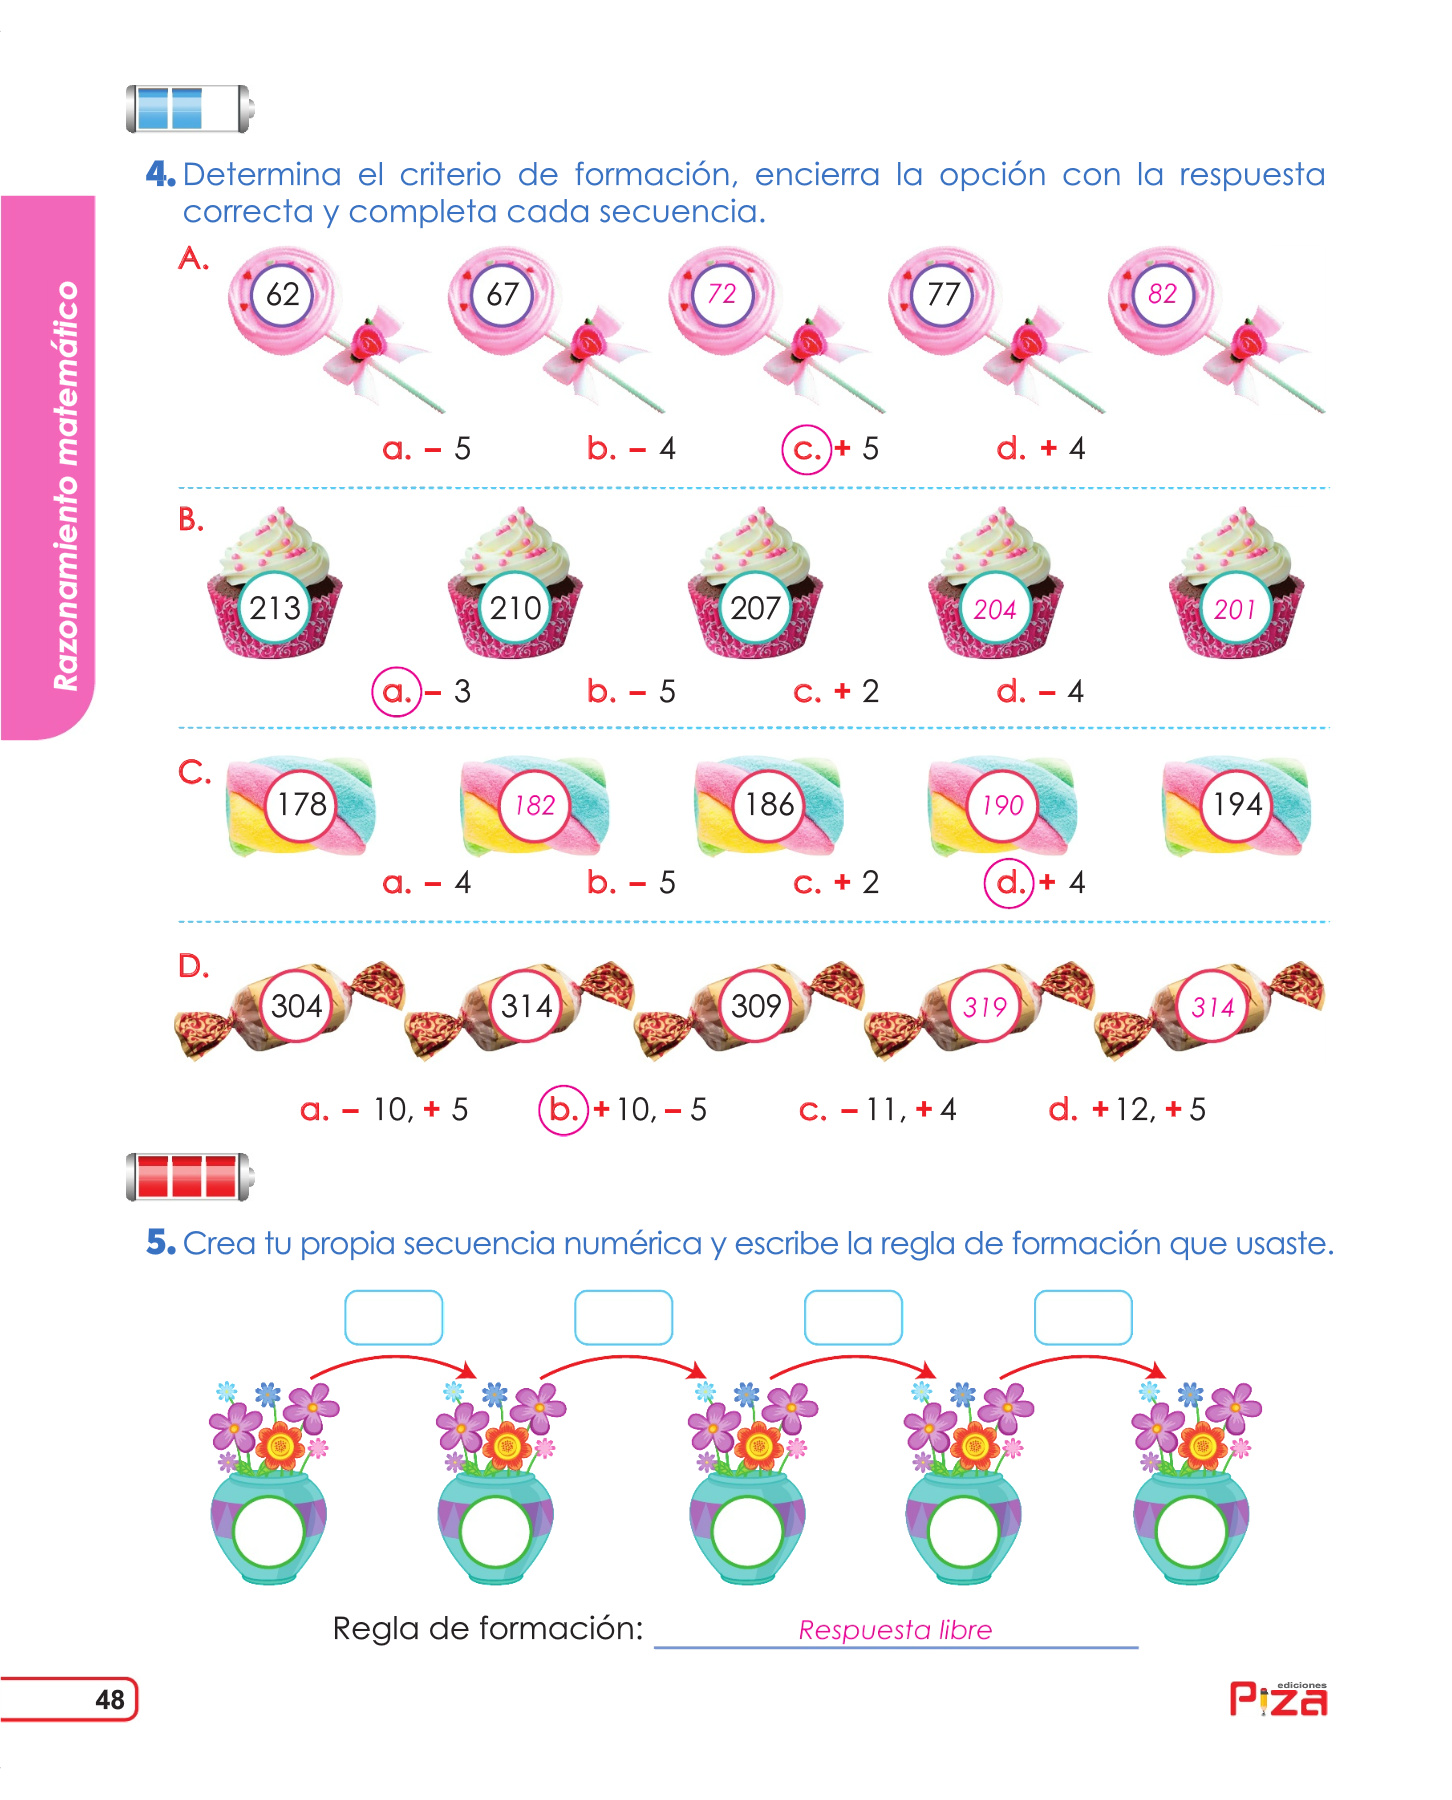 4. Determina el criterio de formación, encierra la opción con la respuesta
correcta y completa cada secuencia.
Razonamiento matemático
A.
62 67 72 77 82
a. – 5 b. – 4 c. + 5 d. + 4
B.
213 210 207 204 201
a. – 3 b. – 5 c. + 2 d. – 4
C.
178 182 186 190 194
a. – 4 b. – 5 c. + 2 d. + 4
D.
304 314 309 319 314
a. – 10, + 5 b. + 10, – 5 c. – 11, + 4 d. + 12, + 5
5. Crea tu propia secuencia numérica y escribe la regla de formación que usaste.
Regla de formación: Respuesta libre
48
ediciones
Piza